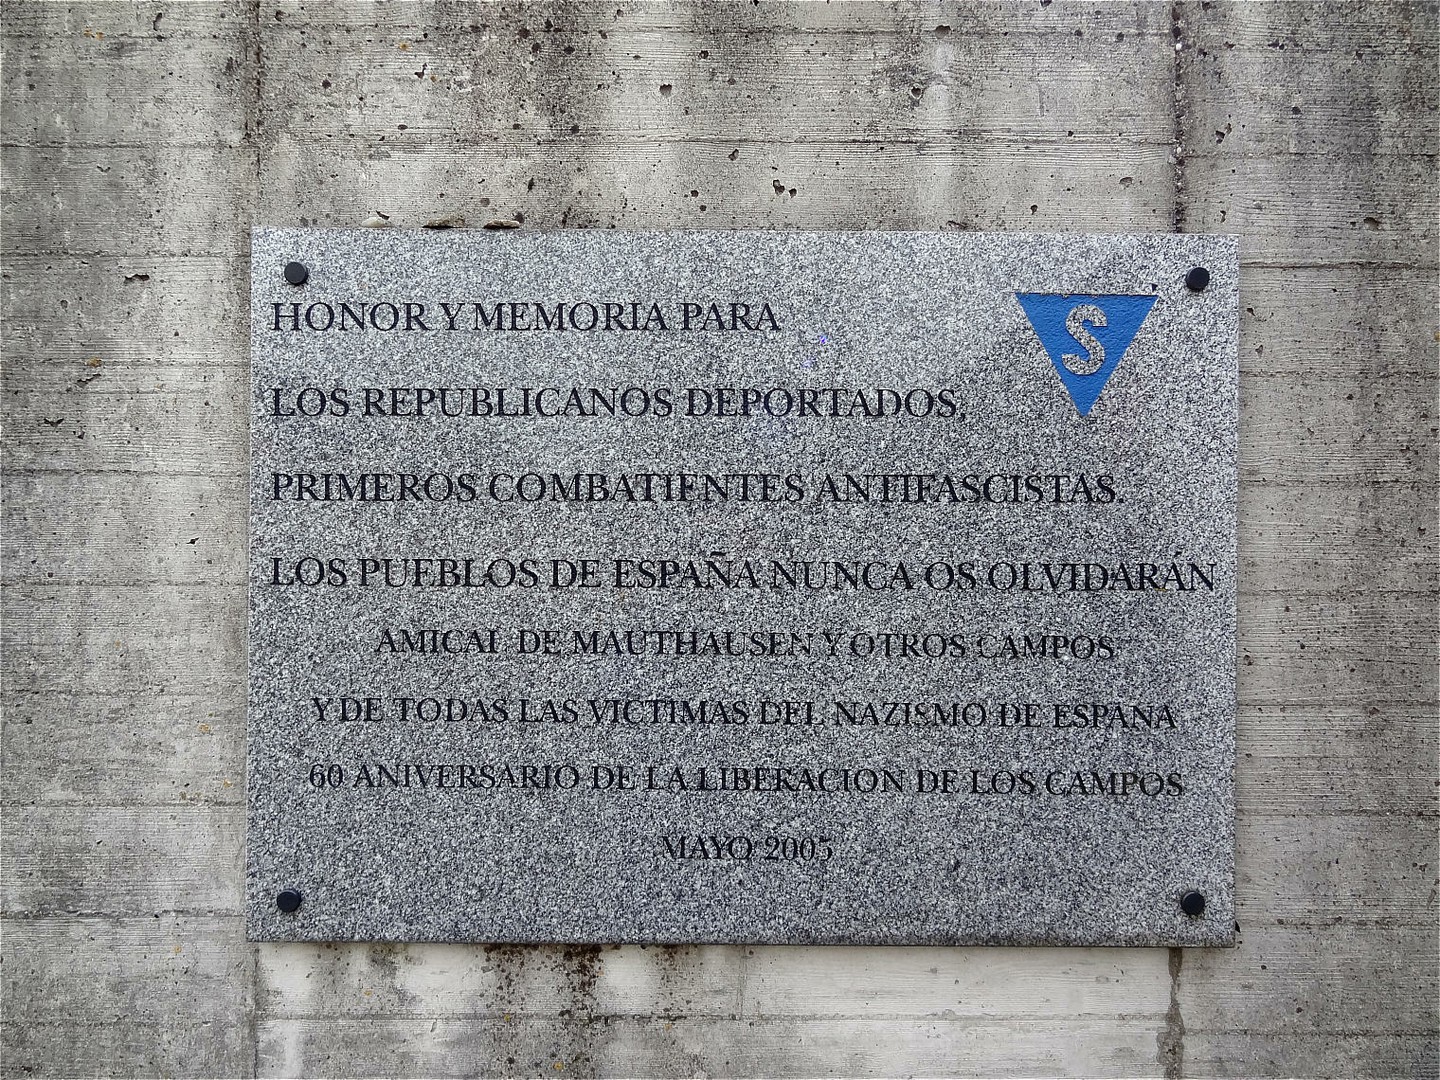 HONOR Y MEMORIA PARA
S
LOS REPUBLICANOS DEPORTADOS,
PRIMEROS COMBATIENTES ANTIFASCISTAS.
LOS PUEBLOS DE ESPAÑA NUNCA OS OLVIDARÁN
AMICAL DE MAUTHAUSEN Y OTROS CAMPOS
Y DE TODAS LAS VICTIMAS DEL NAZISMO DE ESPAÑA
60 ANIVERSARIO DE LA LIBERACION DE LOS CAMPOS
MAYO 2005